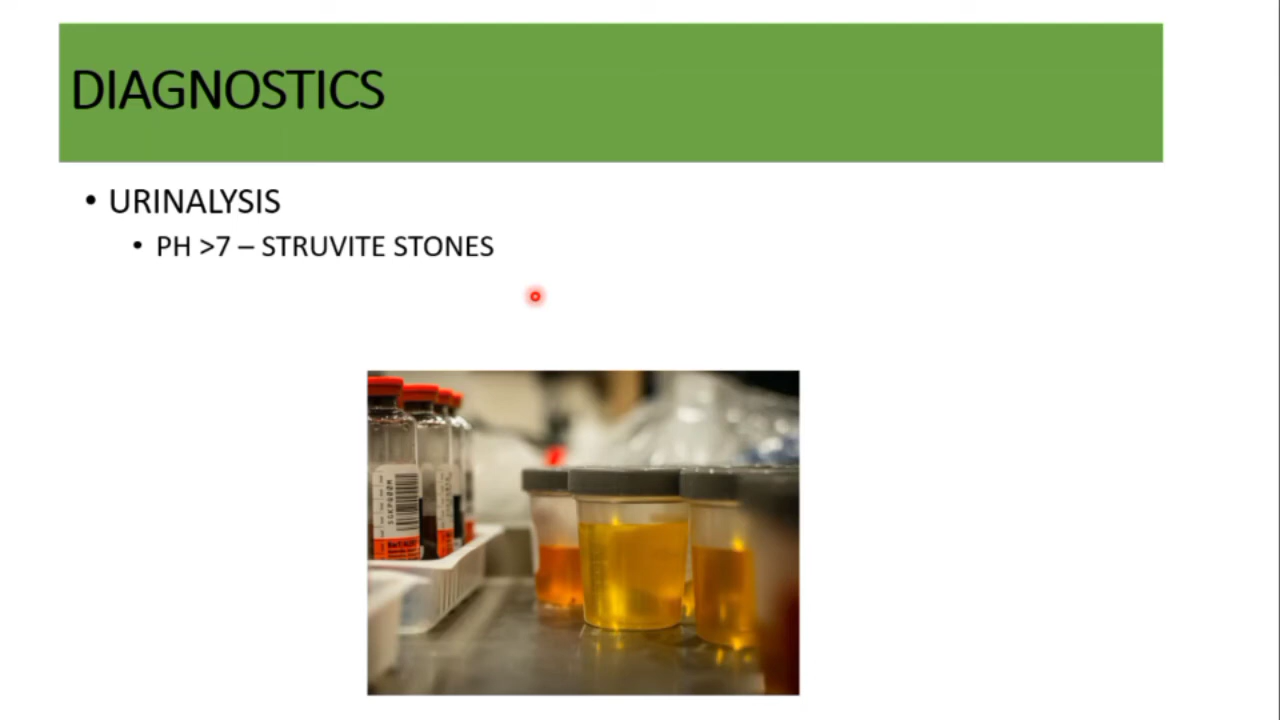 DIAGNOSTICS
• URINALYSIS
• PH >7 – STRUVITE STONES